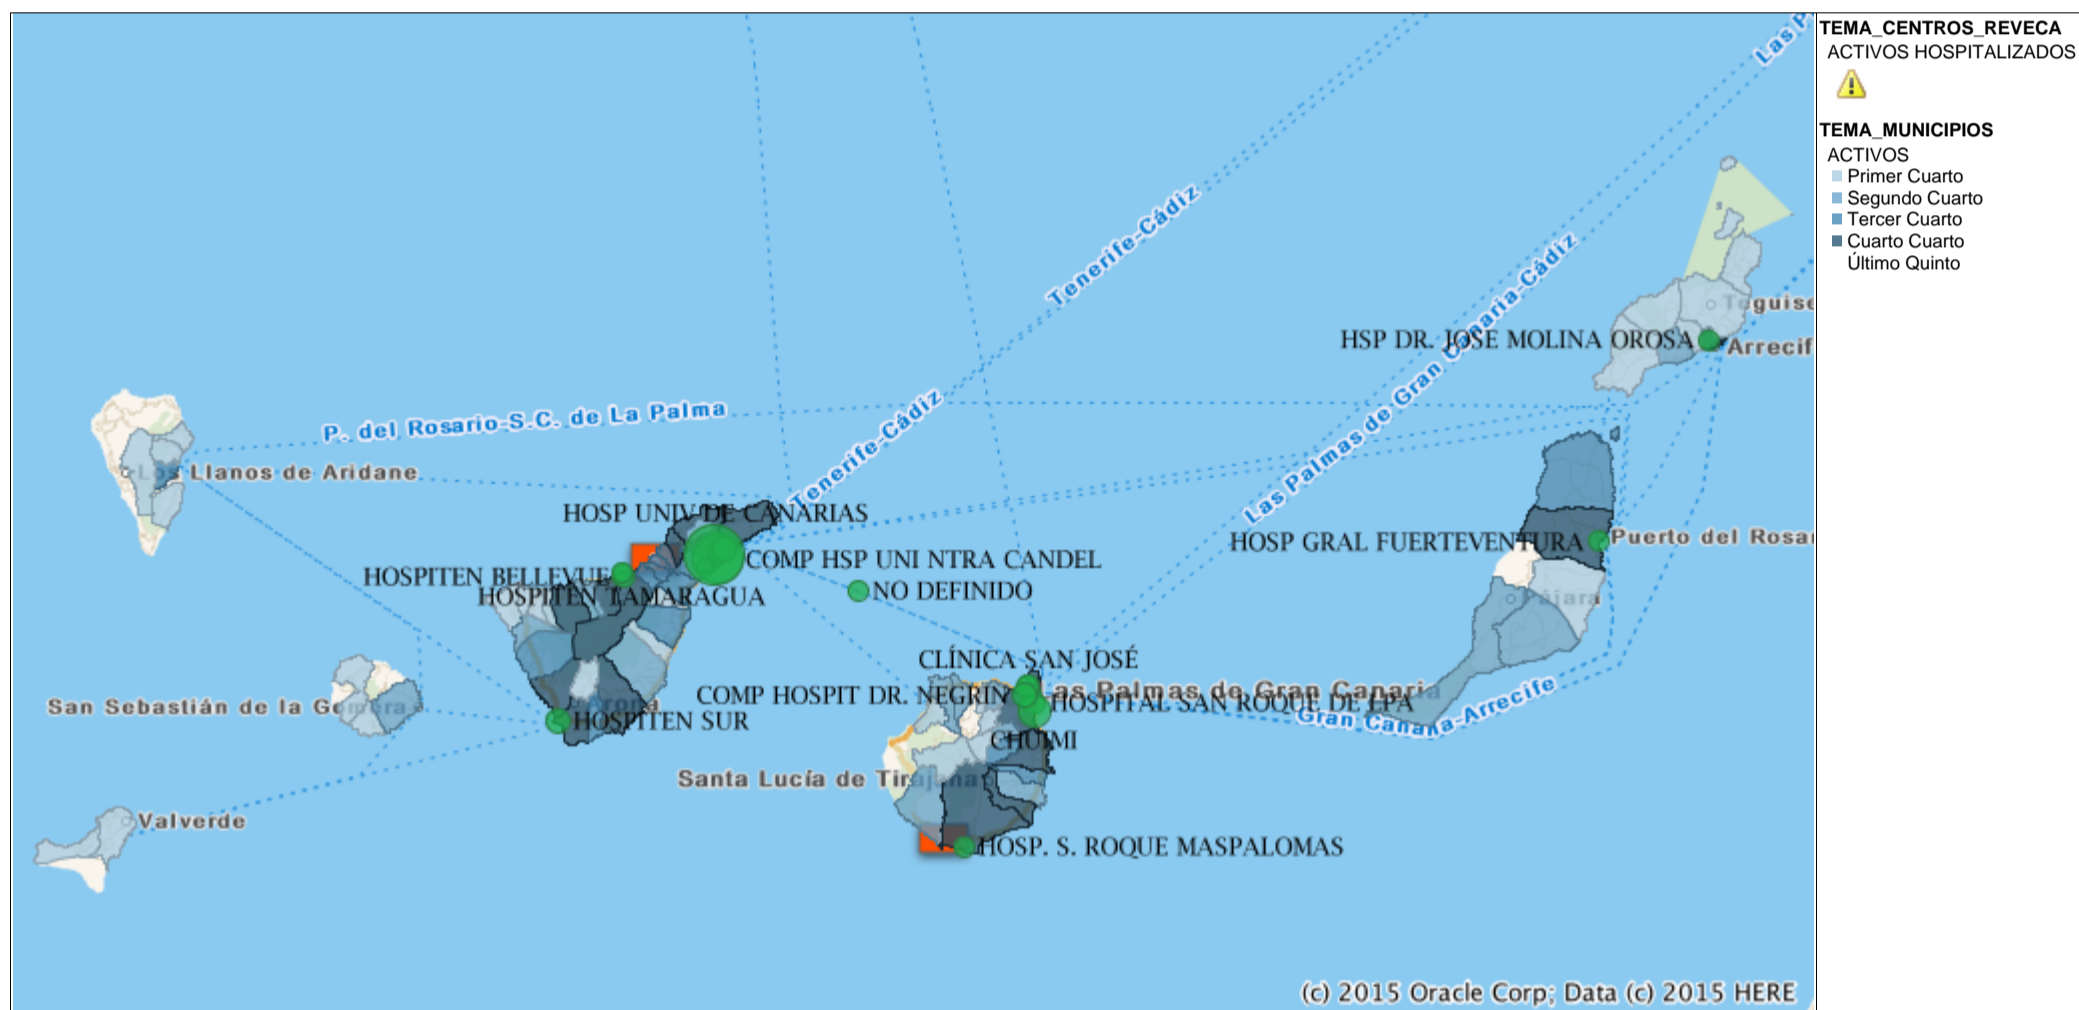 TEMA_CENTROS_REVECA
ACTIVOS HOSPITALIZADOS
TEMA_MUNICIPIOS
ACTIVOS
Primer Cuarto
Segundo Cuarto
Tercer Cuarto
Cuarto Cuarto
Último Quinto
Las P
Tenerife-Cádiz
Las Palmas de Gran Canaria-Cádiz
Teguise
HSP DR. JOSE MOLINA OROSA
Arrecif
P. del Rosario-S.C. de La Palma
Tenerife-Cádiz
Los Llanos de Aridane
HOSP UNIV DE CANARIAS
COMP HSP UNI NTRA CANDEL
HOSP GRAL FUERTEVENTURA
Puerto del Rosar
HOSPITEN BELLEVUE
HOSPITEN TAMARAGUA
NO DEFINIDO
Pájara
CLÍNICA SAN JOSÉ
COMP HOSPIT DR. NEGRIN
Las Palmas de Gran Canaria
HOSPITAL SAN ROQUE DE LPA
San Sebastián de la Gomera
Arona
HOSPITEN SUR
Gran Canaria-Arrecife
CHUIMI
Santa Lucía de Tirajana
Valverde
HOSP. S. ROQUE MASPALOMAS
(c) 2015 Oracle Corp; Data (c) 2015 HERE